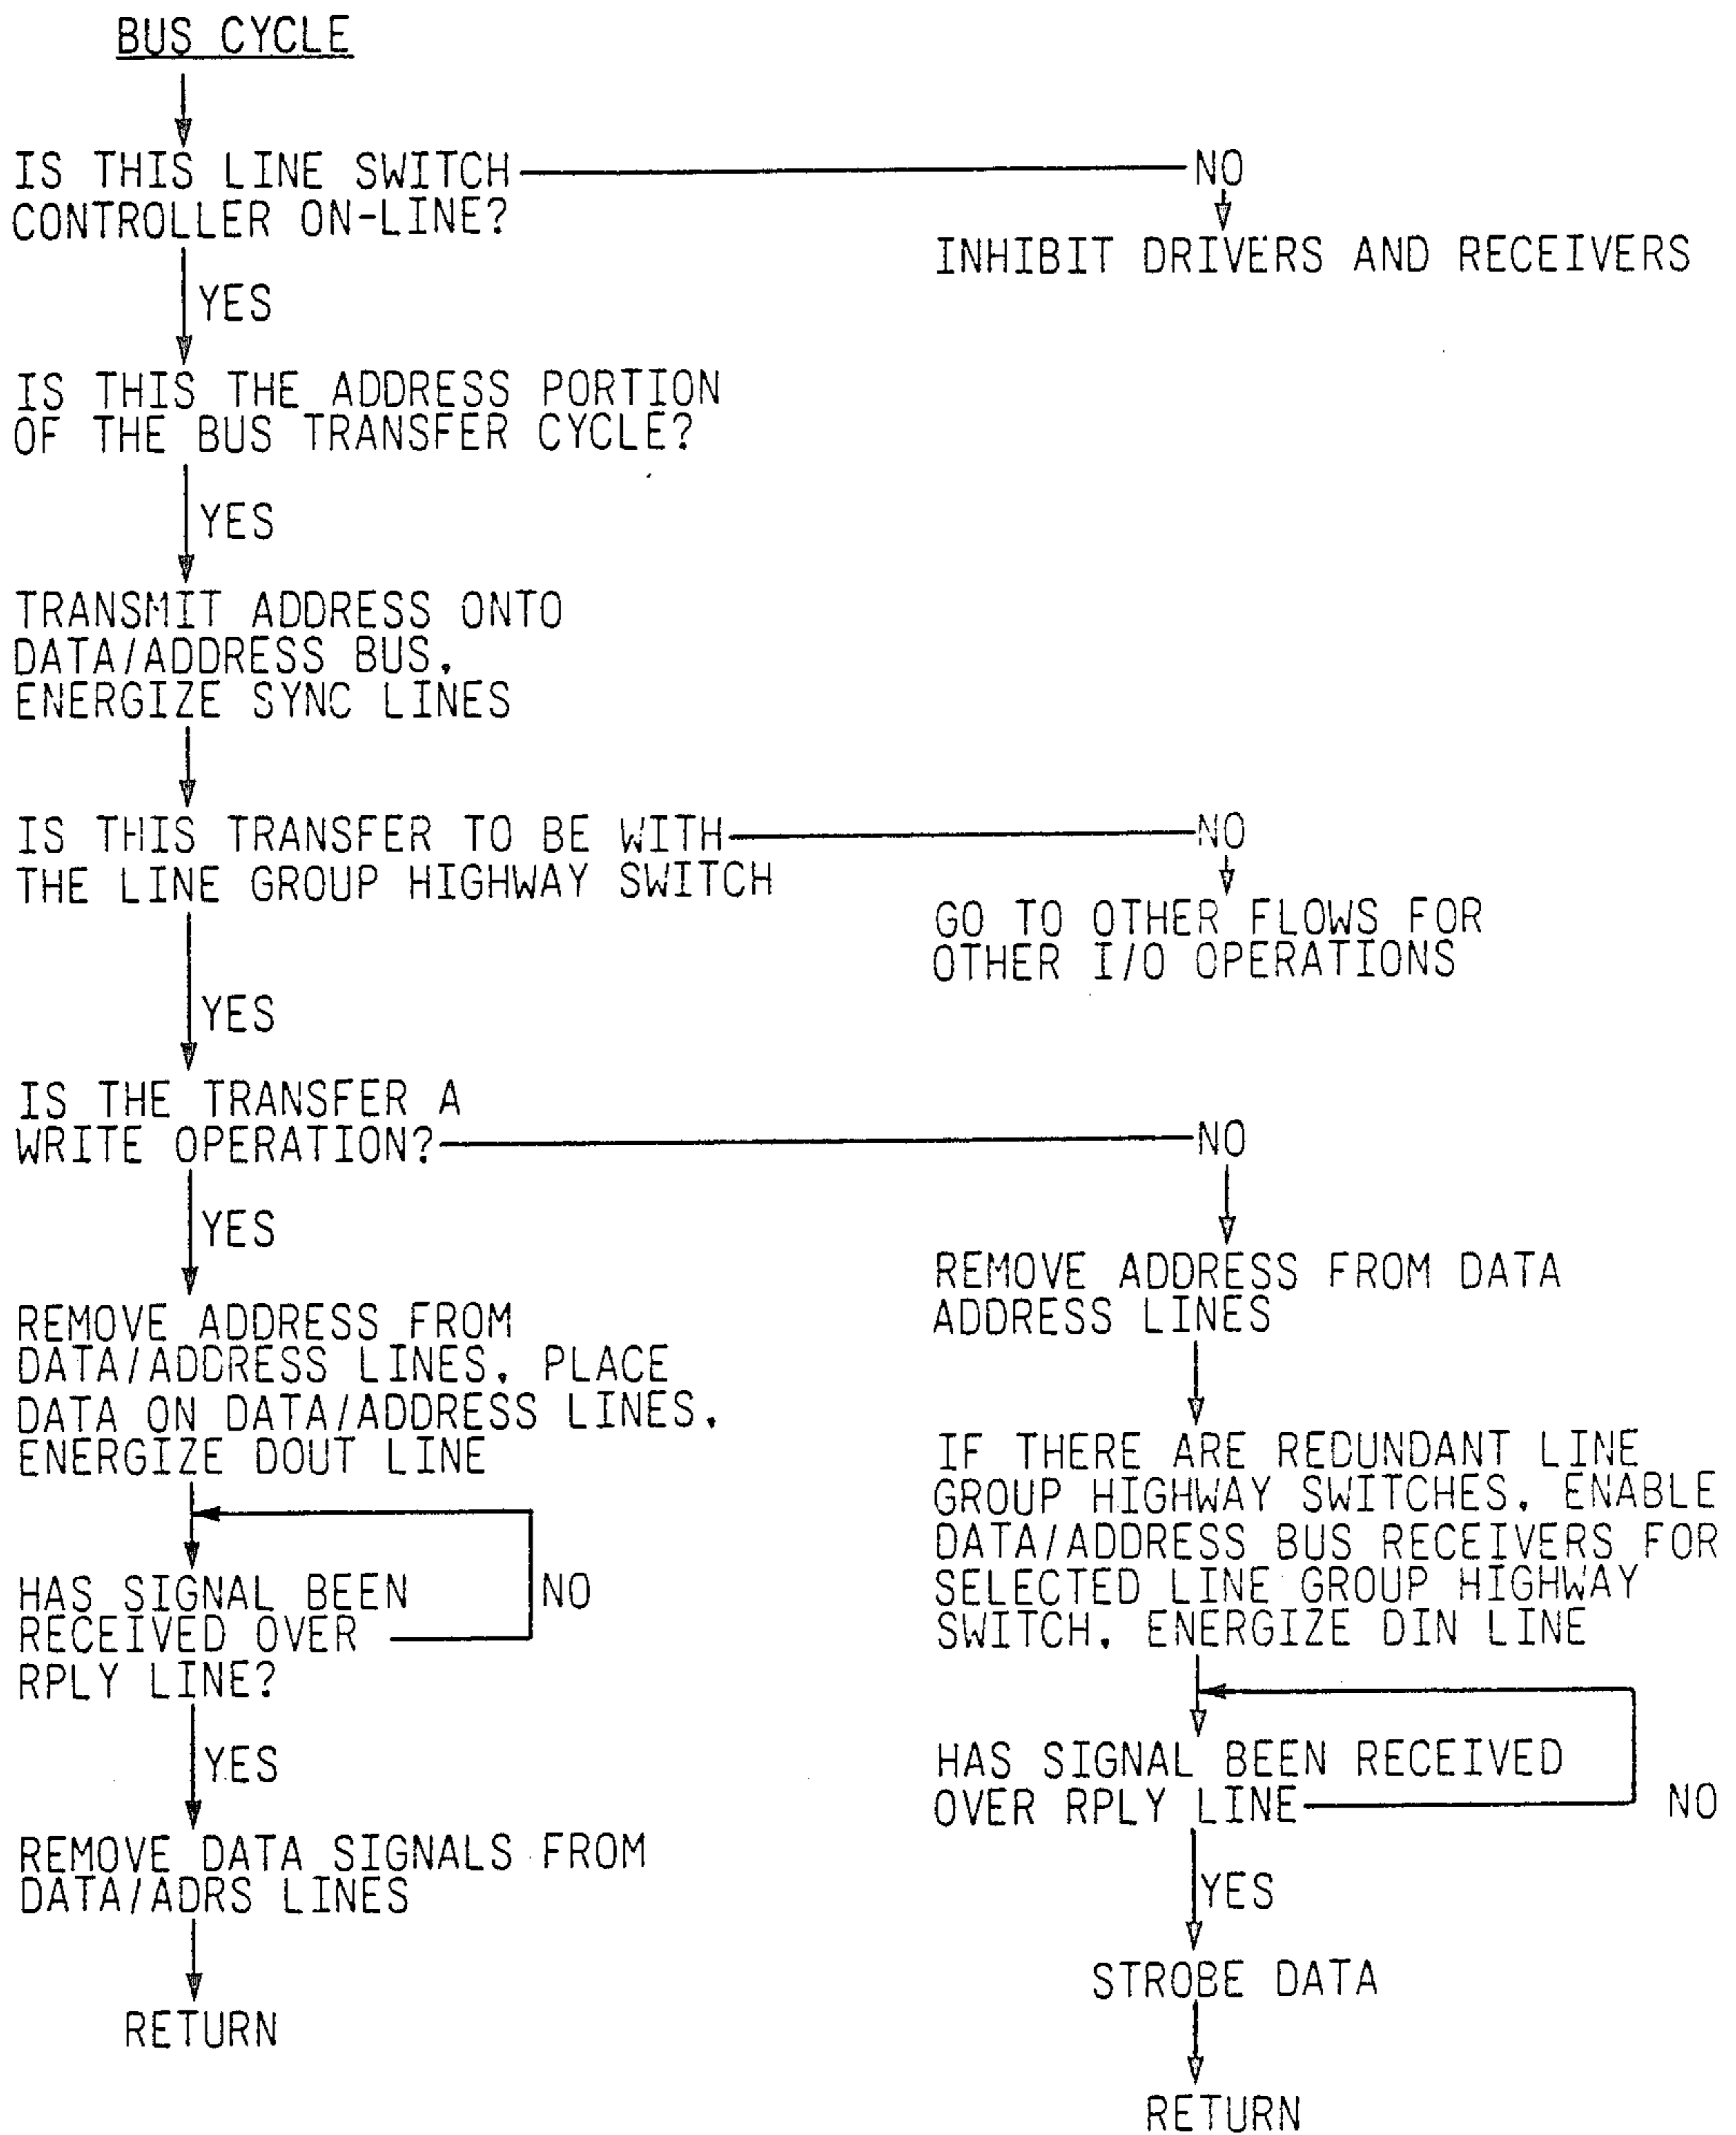 BUS CYCLE
IS THIS LINE SWITCH
CONTROLLER ON-LINE?
NO
INHIBIT DRIVERS AND RECEIVERS
YES
IS THIS THE ADDRESS PORTION
OF THE BUS TRANSFER CYCLE?
YES
TRANSMIT ADDRESS ONTO
DATA/ADDRESS BUS.
ENERGIZE SYNC LINES
IS THIS TRANSFER TO BE WITH
THE LINE GROUP HIGHWAY SWITCH
NO
GO TO OTHER FLOWS FOR
OTHER I/O OPERATIONS
YES
IS THE TRANSFER A
WRITE OPERATION?
NO
YES
REMOVE ADDRESS FROM
DATA/ADDRESS LINES. PLACE
DATA ON DATA/ADDRESS LINES.
ENERGIZE DOUT LINE
HAS SIGNAL BEEN
RECEIVED OVER
RPLY LINE?
NO
YES
REMOVE DATA SIGNALS FROM
DATA/ADRS LINES
RETURN
REMOVE ADDRESS FROM DATA
ADDRESS LINES
IF THERE ARE REDUNDANT LINE
GROUP HIGHWAY SWITCHES. ENABLE
DATA/ADDRESS BUS RECEIVERS FOR
SELECTED LINE GROUP HIGHWAY
SWITCH. ENERGIZE DIN LINE
HAS SIGNAL BEEN RECEIVED
OVER RPLY LINE
NO
YES
STROBE DATA
RETURN